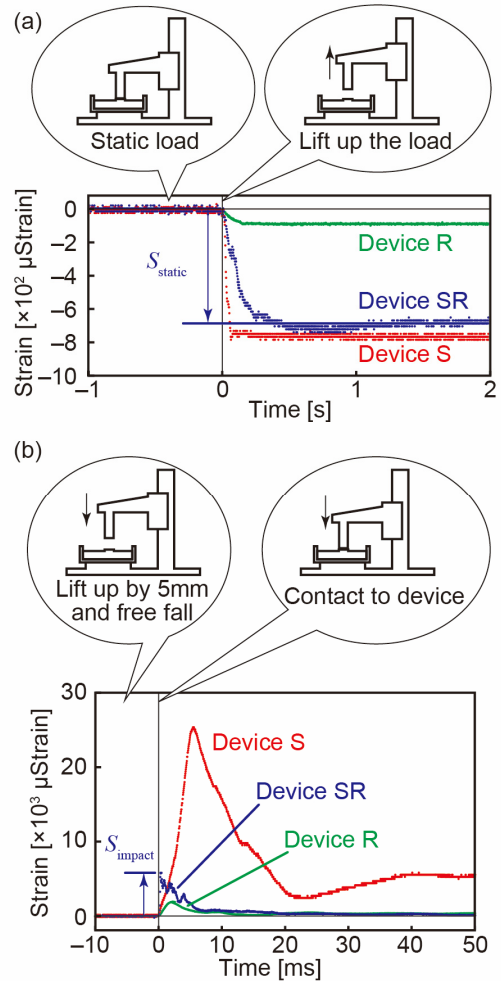 (a)
Static load
Lift up the load
Strain [×10² µStrain]
0
−2
−4
−6
−8
−10
S static
Device R
Device SR
Device S
−1
0
1
2
Time [s]
(b)
Lift up by 5mm
and free fall
Contact to device
Strain [×10³ µStrain]
30
20
10
0
Device S
Device SR
Device R
S impact
−10
0
10
20
30
40
50
Time [ms]